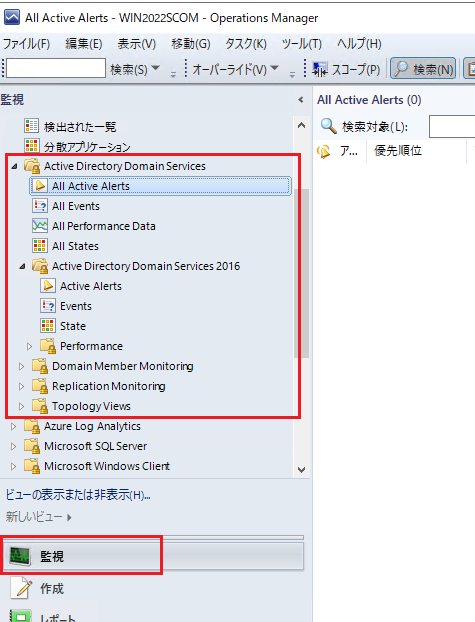 All Active Alerts - WIN2022SCOM - Operations Manager
ファイル(F) 編集(E) 表示(V) 移動(G) タスク(K) ツール(T) ヘルプ(H)
検索(S) オーバーライド(V) スコープ(P) 検索(N)
監視
検出された一覧
分散アプリケーション
Active Directory Domain Services
All Active Alerts
All Events
All Performance Data
All States
Active Directory Domain Services 2016
Active Alerts
Events
State
Performance
Domain Member Monitoring
Replication Monitoring
Topology Views
Azure Log Analytics
Microsoft SQL Server
Microsoft Windows Client
ビューの表示または非表示(H)...
新しいビュー
監視
作成
レポート
All Active Alerts (0)
検索対象(L):
ア... 優先順位